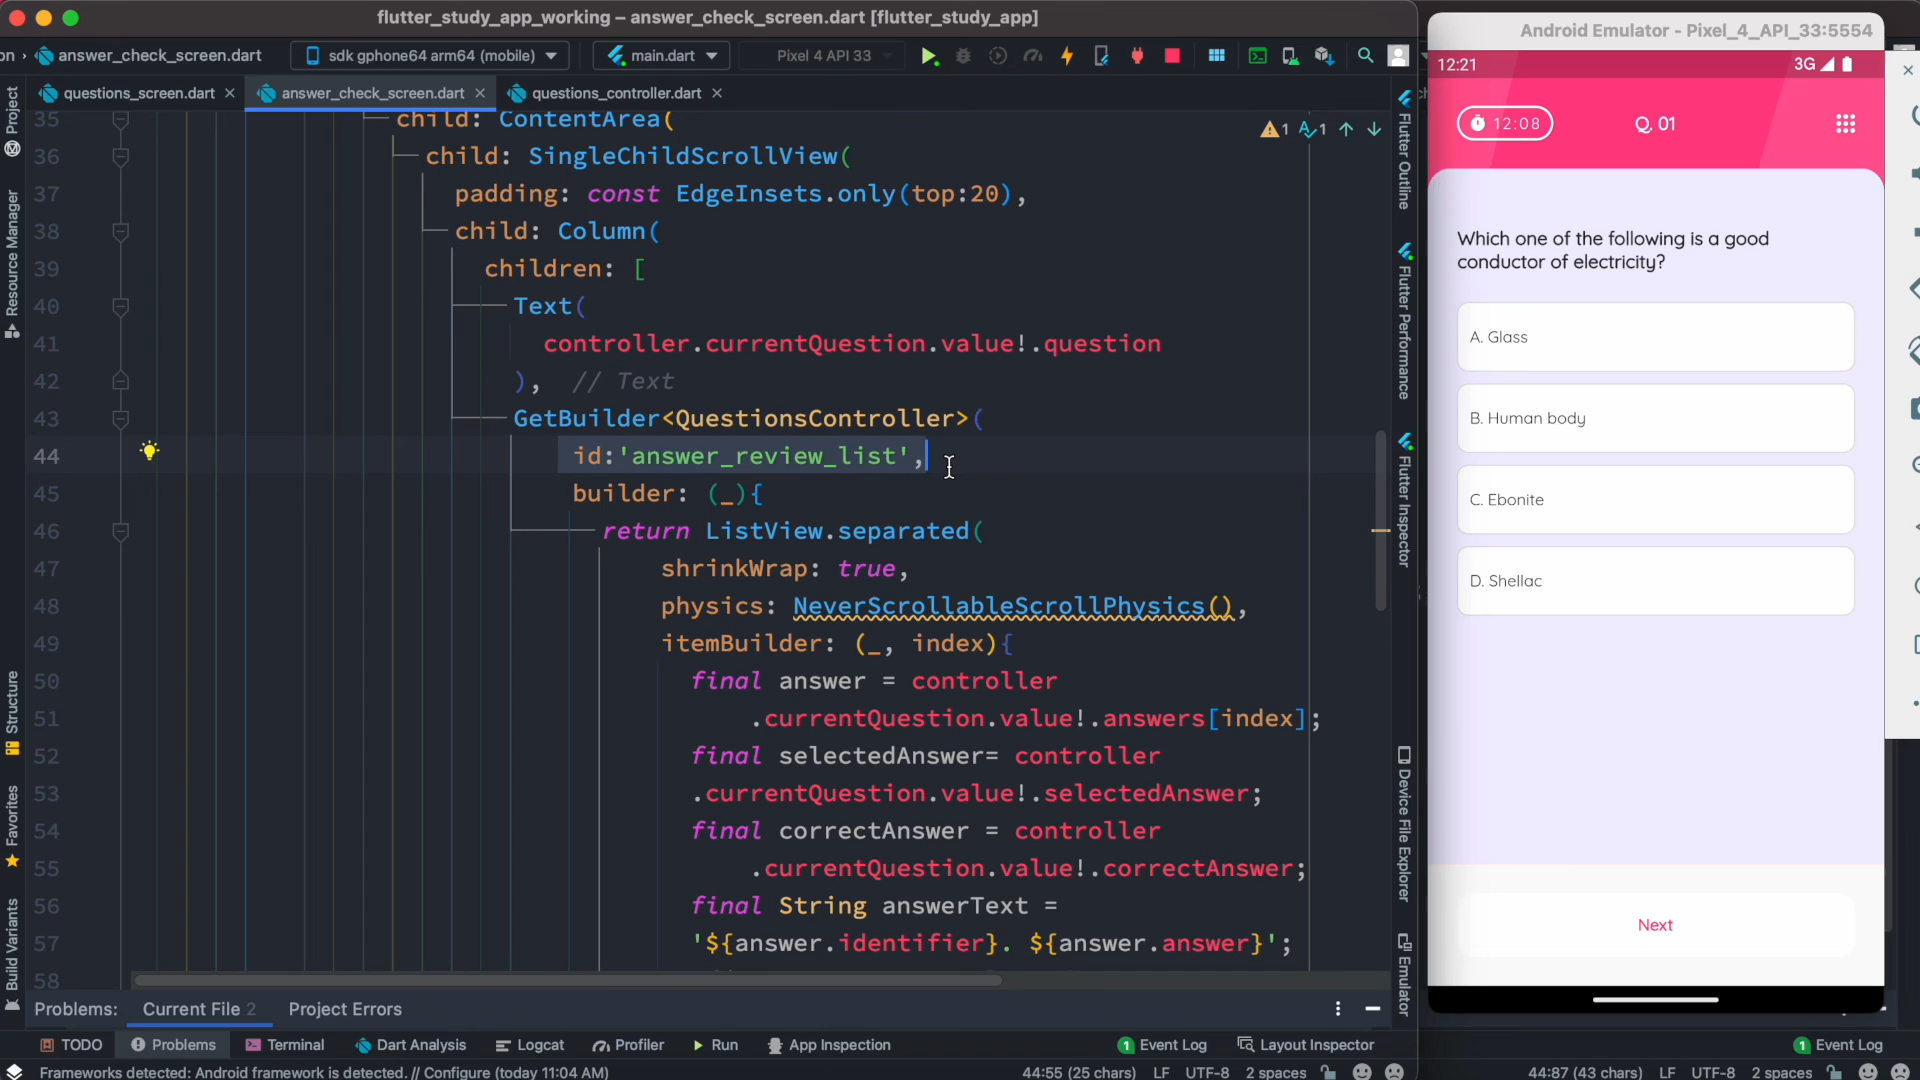 flutter_study_app_working – answer_check_screen.dart [flutter_study_app]
on › answer_check_screen.dart
sdk gphone64 arm64 (mobile)
main.dart
Pixel 4 API 33
questions_screen.dart
answer_check_screen.dart
questions_controller.dart
Project
Resource Manager
Structure
Favorites
Build Variants
35 child: ContentArea(
36 child: SingleChildScrollView(
37 padding: const EdgeInsets.only(top:20),
38 child: Column(
39 children: [
40 Text(
41 controller.currentQuestion.value!.question
42 ), // Text
43 GetBuilder<QuestionsController>(
44 id:'answer_review_list',
45 builder: (_){
46 return ListView.separated(
47 shrinkWrap: true,
48 physics: NeverScrollableScrollPhysics(),
49 itemBuilder: (_, index){
50 final answer = controller
51 .currentQuestion.value!.answers[index];
52 final selectedAnswer= controller
53 .currentQuestion.value!.selectedAnswer;
54 final correctAnswer = controller
55 .currentQuestion.value!.correctAnswer;
56 final String answerText =
57 '${answer.identifier}. ${answer.answer}';
58
1 1
Flutter Outline
Flutter Performance
Flutter Inspector
Device File Explorer
Emulator
Problems: Current File 2 Project Errors
TODO Problems Terminal Dart Analysis Logcat Profiler Run App Inspection 1 Event Log Layout Inspector
Frameworks detected: Android framework is detected. // Configure (today 11:04 AM)
44:55 (25 chars) LF UTF-8 2 spaces
Android Emulator - Pixel_4_API_33:5554
12:21
3G
12:08
Q. 01
Which one of the following is a good
conductor of electricity?
A. Glass
B. Human body
C. Ebonite
D. Shellac
Next
1 Event Log
44:87 (43 chars) LF UTF-8 2 spaces